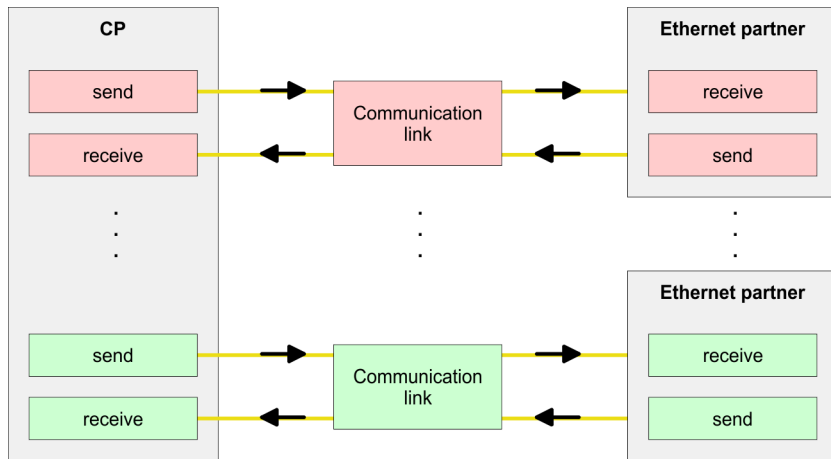 CP
Ethernet partner
send
Communication
link
receive
receive
send
.
.
.
.
.
.
.
.
.
Ethernet partner
send
Communication
link
receive
receive
send